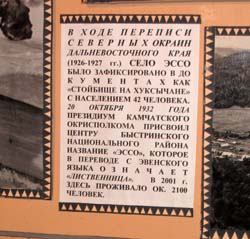 В ХОДЕ ПЕРЕПИСИ
СЕВЕРНЫХ ОКРАИН
ДАЛЬНЕВОСТОЧНОГО КРАЯ
(1926-1927 гг.) СЕЛО ЭССО
БЫЛО ЗАФИКСИРОВАНО В ДО
КУМЕНТАХ КАК
«СТОЙБИЩЕ НА УКСЫЧАНЕ»
С НАСЕЛЕНИЕМ 42 ЧЕЛОВЕКА.
20 ОКТЯБРЯ 1932 ГОДА
ПРЕЗИДИУМ КАМЧАТСКОГО
ОКРИСПОЛКОМА ПРИСВОИЛ
ЦЕНТРУ БЫСТРИНСКОГО
НАЦИОНАЛЬНОГО РАЙОНА
НАЗВАНИЕ «ЭССО», КОТОРОЕ
В ПЕРЕВОДЕ С ЭВЕНСКОГО
ЯЗЫКА ОЗНАЧАЕТ
«ЛИСТВЕННИЦА». В 2001 г.
ЗДЕСЬ ПРОЖИВАЛО ОК. 2100
ЧЕЛОВЕК.